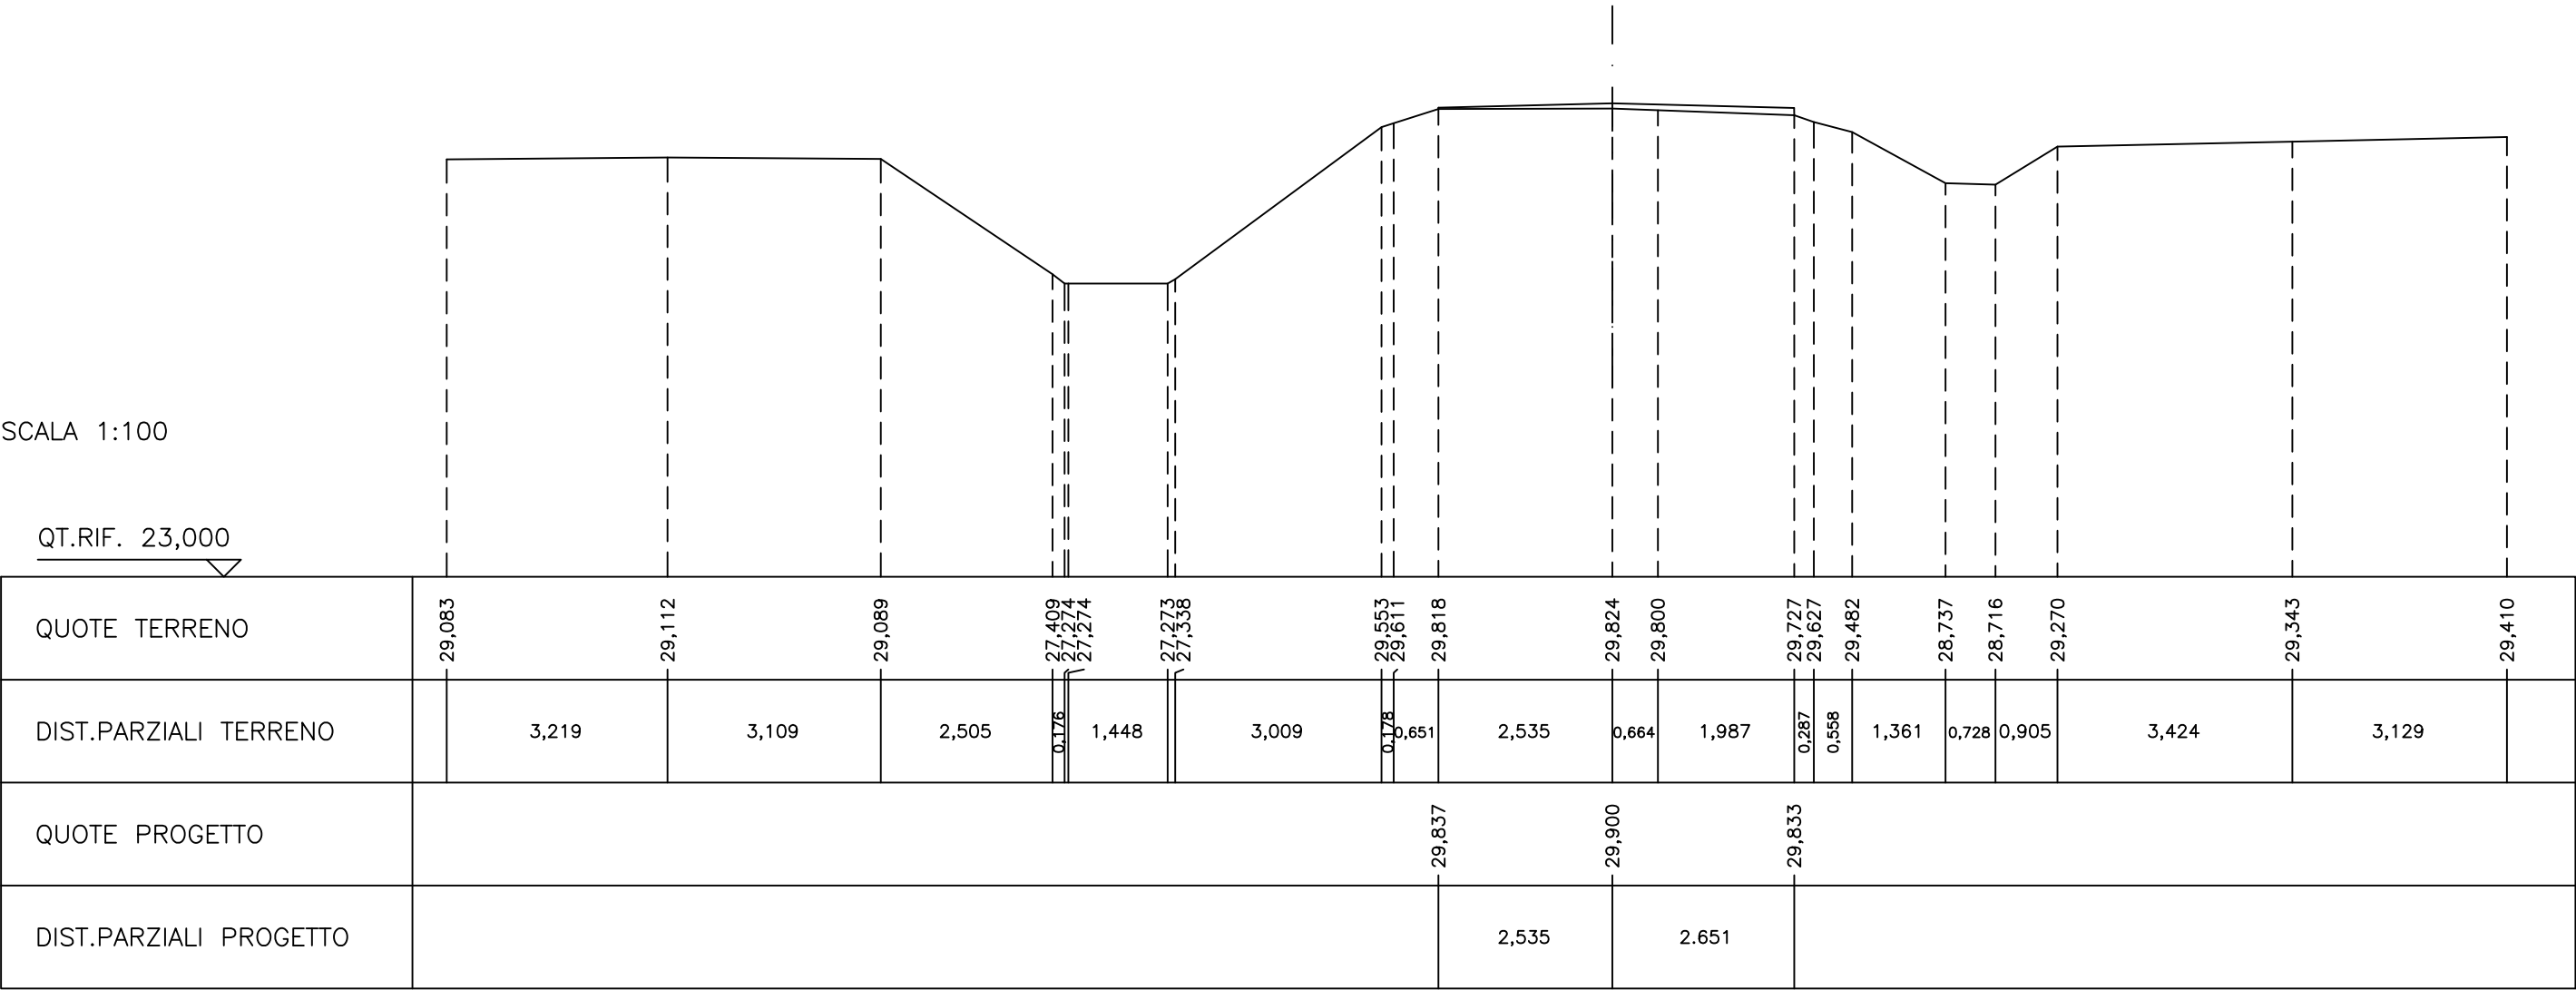 SCALA 1:100
QT.RIF. 23,000
QUOTE TERRENO 29,083 29,112 29,089 27,409 27,274 27,274 27,273 27,338 29,553 29,611 29,818 29,824 29,800 29,727 29,627 29,482 28,737 28,716 29,270 29,343 29,410
DIST.PARZIALI TERRENO 3,219 3,109 2,505 0,176 1,448 3,009 0,178 0,651 2,535 0,664 1,987 0,287 0,558 1,361 0,728 0,905 3,424 3,129
QUOTE PROGETTO 29,837 29,900 29,833
DIST.PARZIALI PROGETTO 2,535 2.651